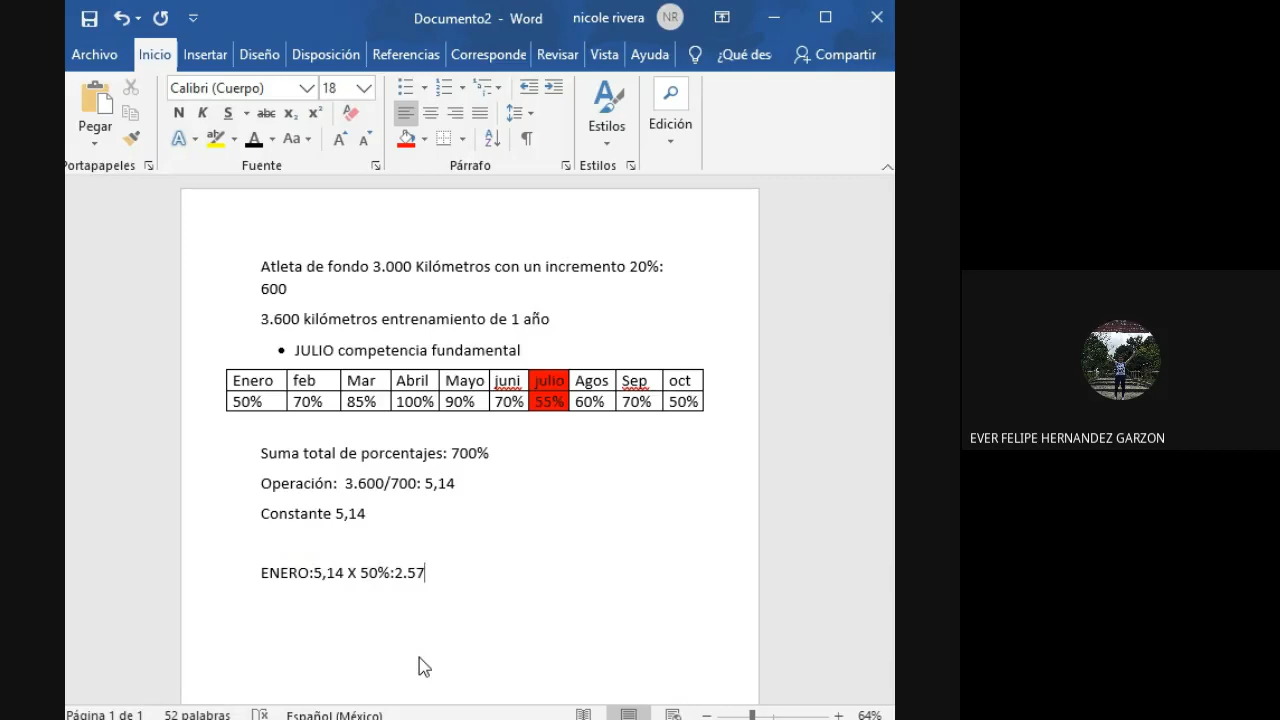 Documento2 - Word
nicole rivera
NR
Archivo Inicio Insertar Diseño Disposición Referencias Corresponde Revisar Vista Ayuda ¿Qué des Compartir
Calibri (Cuerpo) 18
Pegar
N K S abc x₂ x²
A ab A Aa A A
Estilos
Edición
Portapapeles Fuente Párrafo Estilos
Atleta de fondo 3.000 Kilómetros con un incremento 20%:
600
3.600 kilómetros entrenamiento de 1 año
• JULIO competencia fundamental
Enero feb Mar Abril Mayo juni julio Agos Sep oct
50% 70% 85% 100% 90% 70% 55% 60% 70% 50%
Suma total de porcentajes: 700%
Operación: 3.600/700: 5,14
Constante 5,14
ENERO:5,14 X 50%:2.57
EVER FELIPE HERNANDEZ GARZON
Página 1 de 1 52 palabras Español (México) 64%